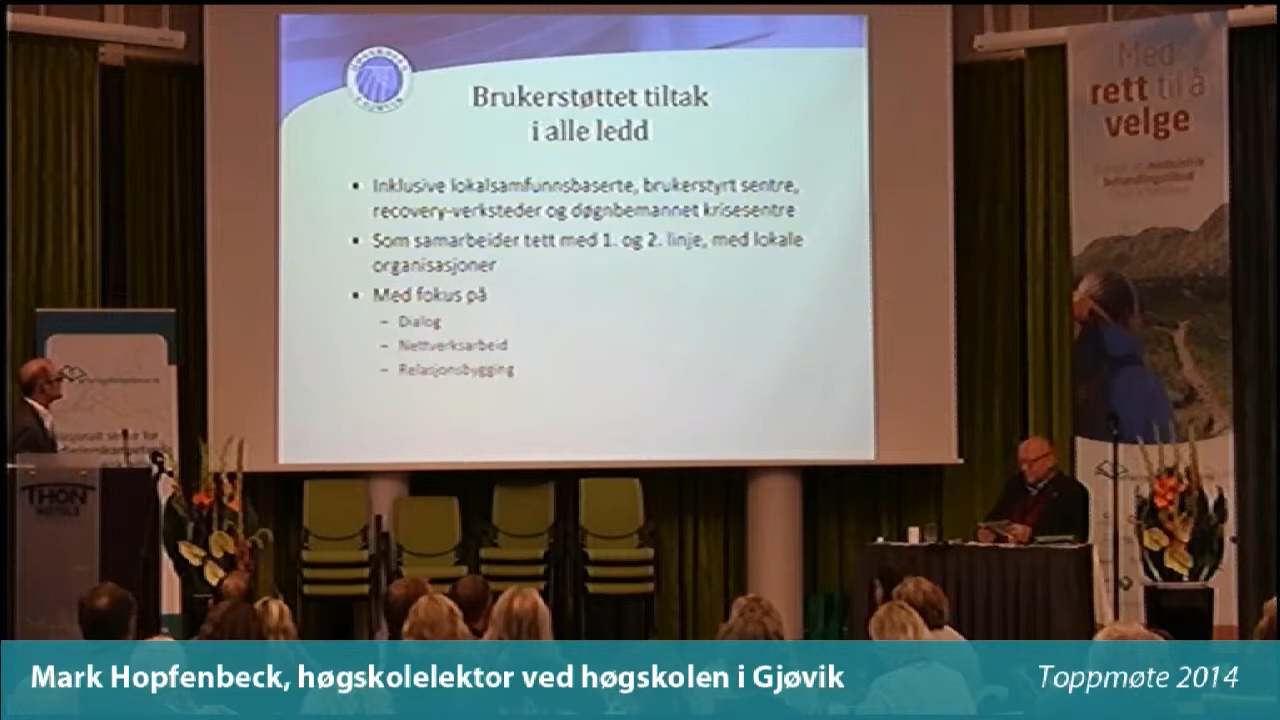 Brukerstøttet tiltak
i alle ledd
▪ Inklusive lokalsamfunnsbaserte, brukerstyrt sentre,
recovery-verksteder og døgnbemannet krisesentre
▪ Som samarbeider tett med 1. og 2. linje, med lokale
organisasjoner
▪ Med fokus på
– Dialog
– Nettverksarbeid
– Relasjonsbygging
Med
rett til å
velge
THON
HOTELS
Mark Hopfenbeck, høgskolelektor ved høgskolen i Gjøvik
Toppmøte 2014